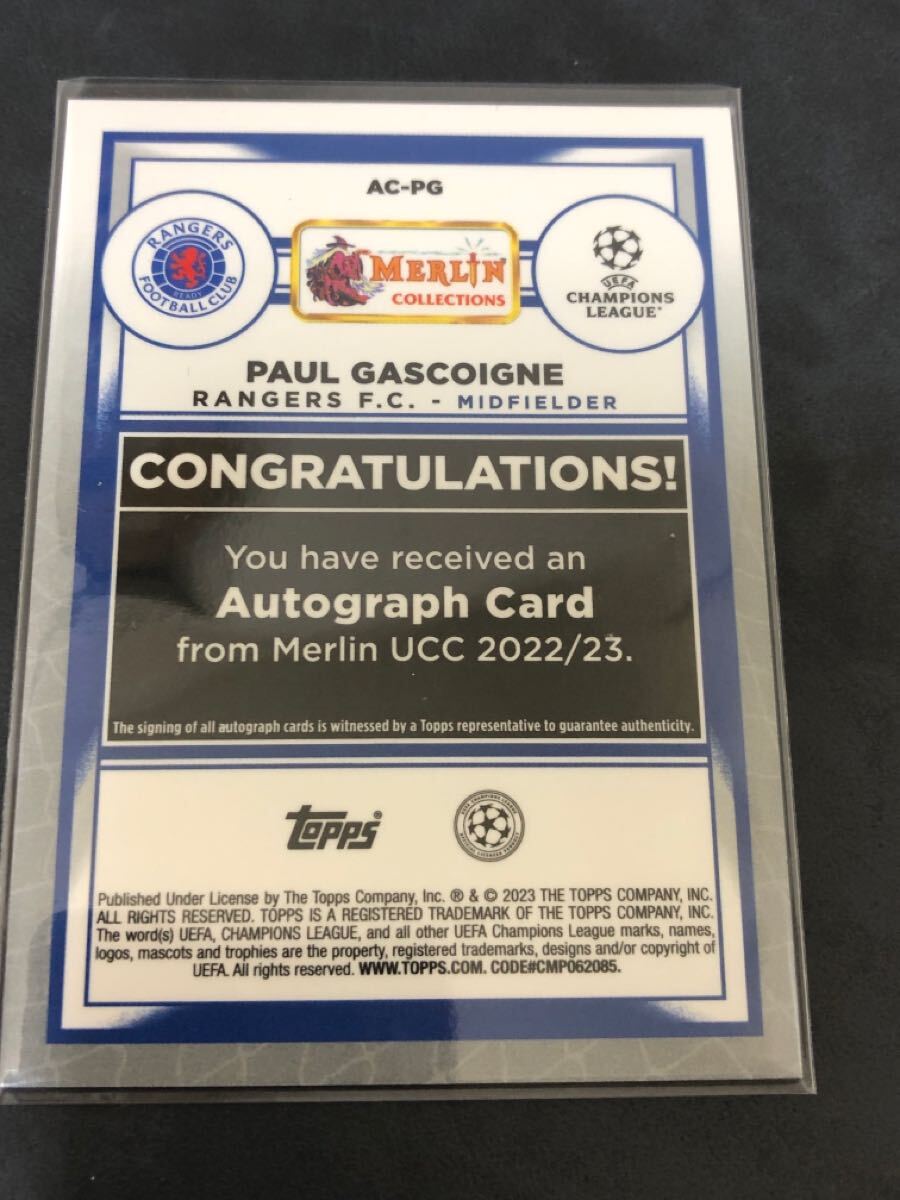 AC-PG
RANGERS
FOOTBALL CLUB
READY
MERLIN
COLLECTIONS
UEFA
CHAMPIONS
LEAGUE
PAUL GASCOIGNE
RANGERS F.C. - MIDFIELDER
CONGRATULATIONS!
You have received an
Autograph Card
from Merlin UCC 2022/23.
The signing of all autograph cards is witnessed by a Topps representative to guarantee authenticity.
topps®
Published Under License by The Topps Company, Inc. ® & © 2023 THE TOPPS COMPANY, INC.
ALL RIGHTS RESERVED. TOPPS IS A REGISTERED TRADEMARK OF THE TOPPS COMPANY, INC.
The word(s) UEFA, CHAMPIONS LEAGUE, and all other UEFA Champions League marks, names,
logos, mascots and trophies are the property, registered trademarks, designs and/or copyright of
UEFA. All rights reserved. WWW.TOPPS.COM. CODE#CMP062085.